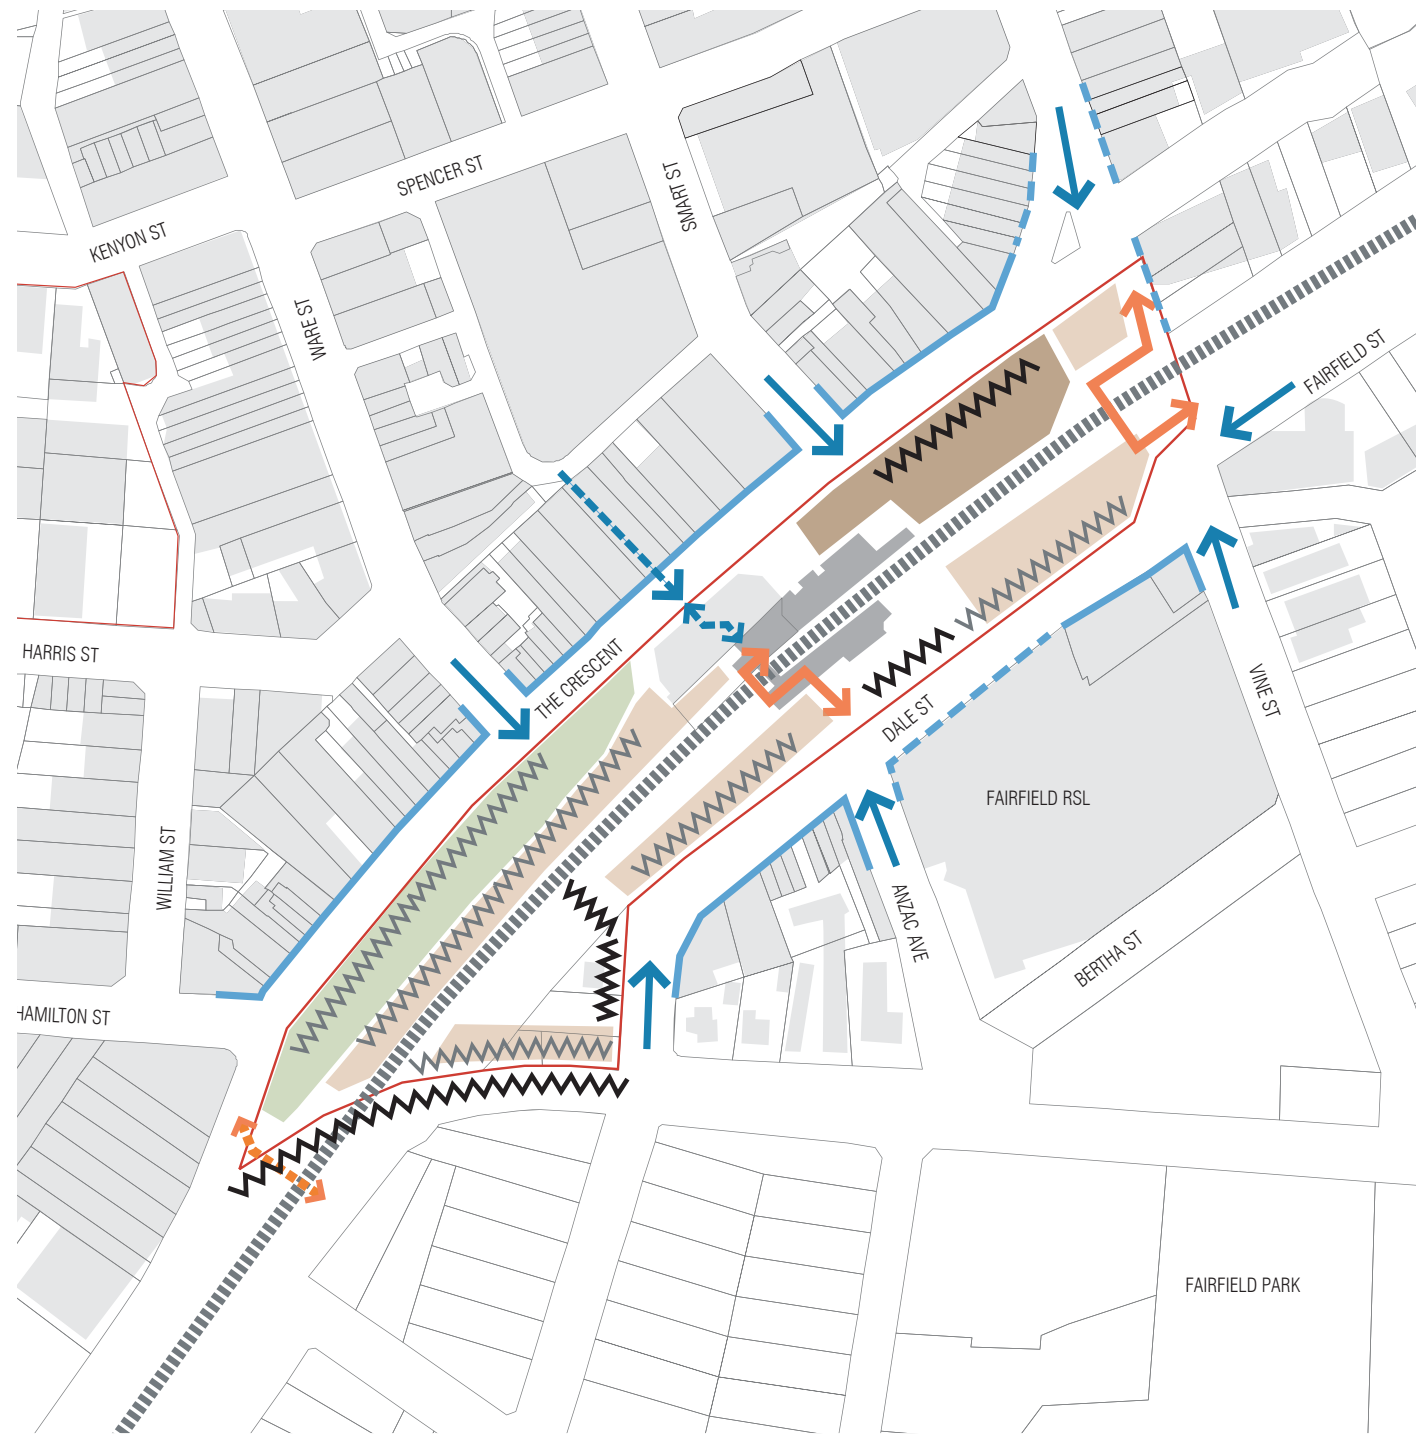 SPENCER ST
SMART ST
KENYON ST
WARE ST
FAIRFIELD ST
HARRIS ST
THE CRESCENT
VINE ST
DALE ST
FAIRFIELD RSL
WILLIAM ST
ANZAC AVE
BERTHA ST
HAMILTON ST
FAIRFIELD PARK